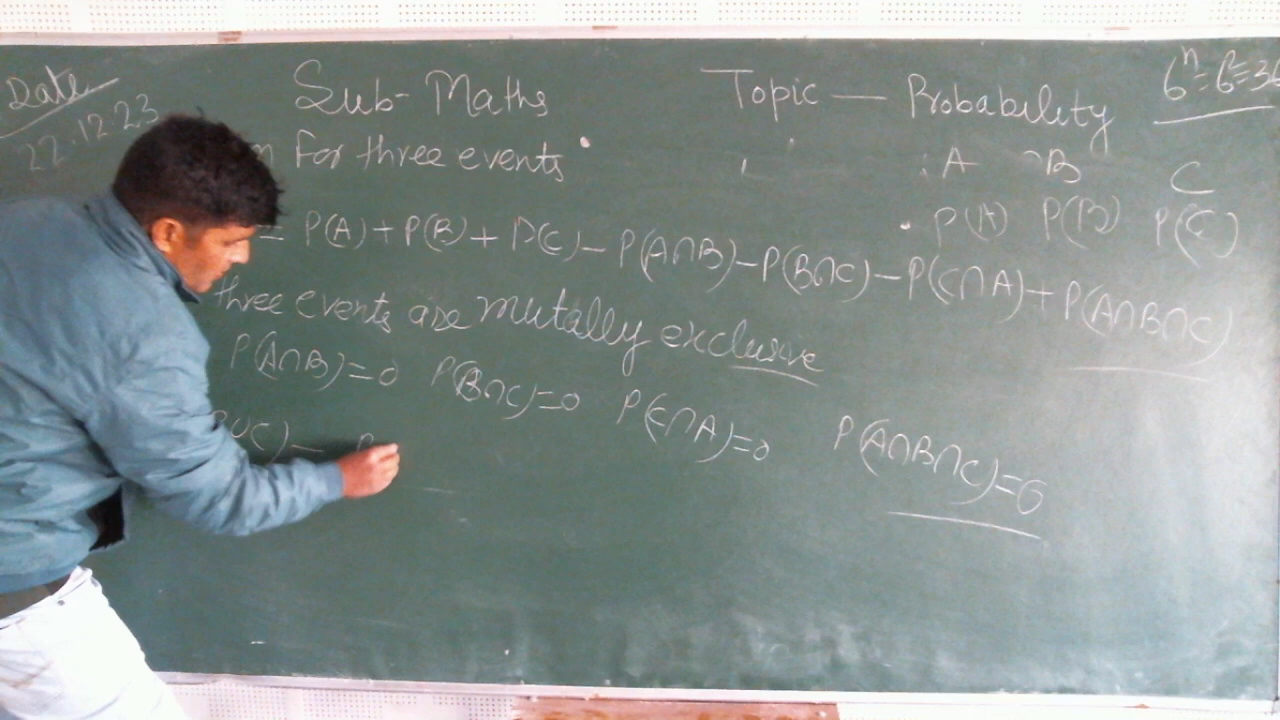 Date
22.12.23
Sub- Maths
Topic — Probability
6ⁿ = 6² = 36
For three events
A B C
P(A) P(B) P(C)
= P(A) + P(B) + P(C) - P(A∩B) - P(B∩C) - P(C∩A) + P(A∩B∩C)
three events are mutally exclusive
P(A∩B)=0 P(B∩C)=0 P(C∩A)=0 P(A∩B∩C)=0
∪C) =